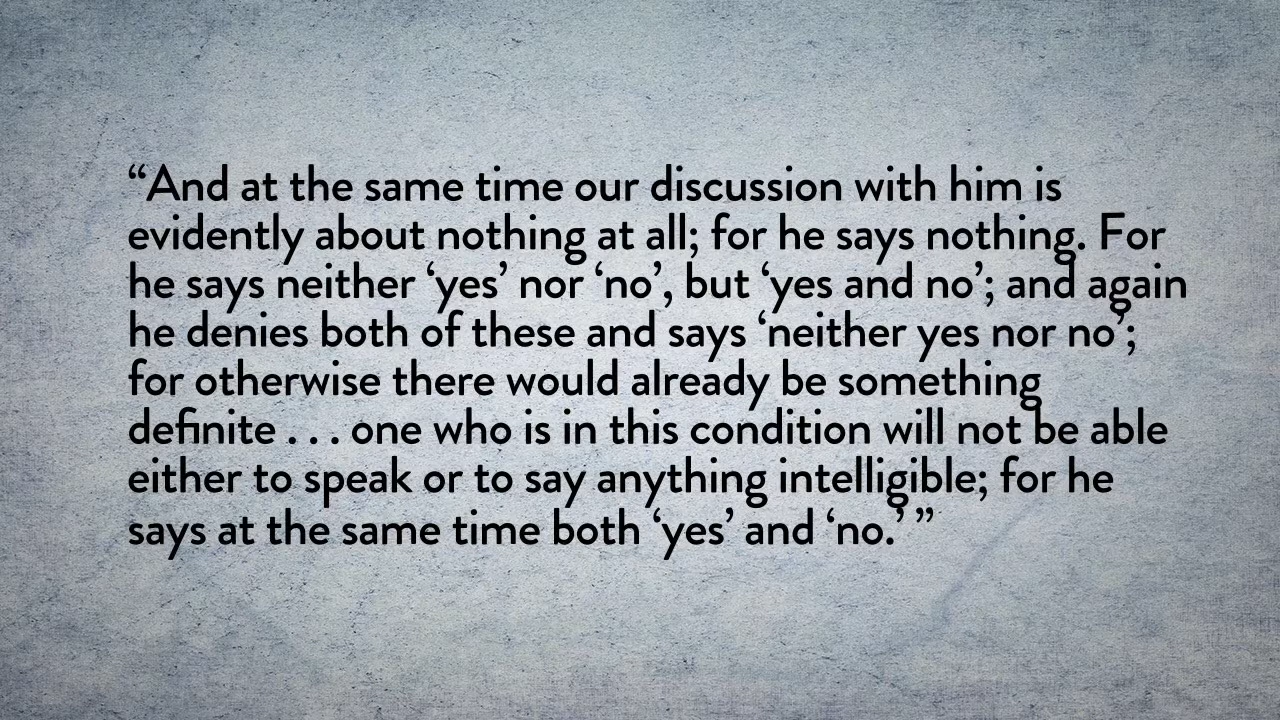 “And at the same time our discussion with him is
evidently about nothing at all; for he says nothing. For
he says neither ‘yes’ nor ‘no’, but ‘yes and no’; and again
he denies both of these and says ‘neither yes nor no’;
for otherwise there would already be something
definite . . . one who is in this condition will not be able
either to speak or to say anything intelligible; for he
says at the same time both ‘yes’ and ‘no.’ ”